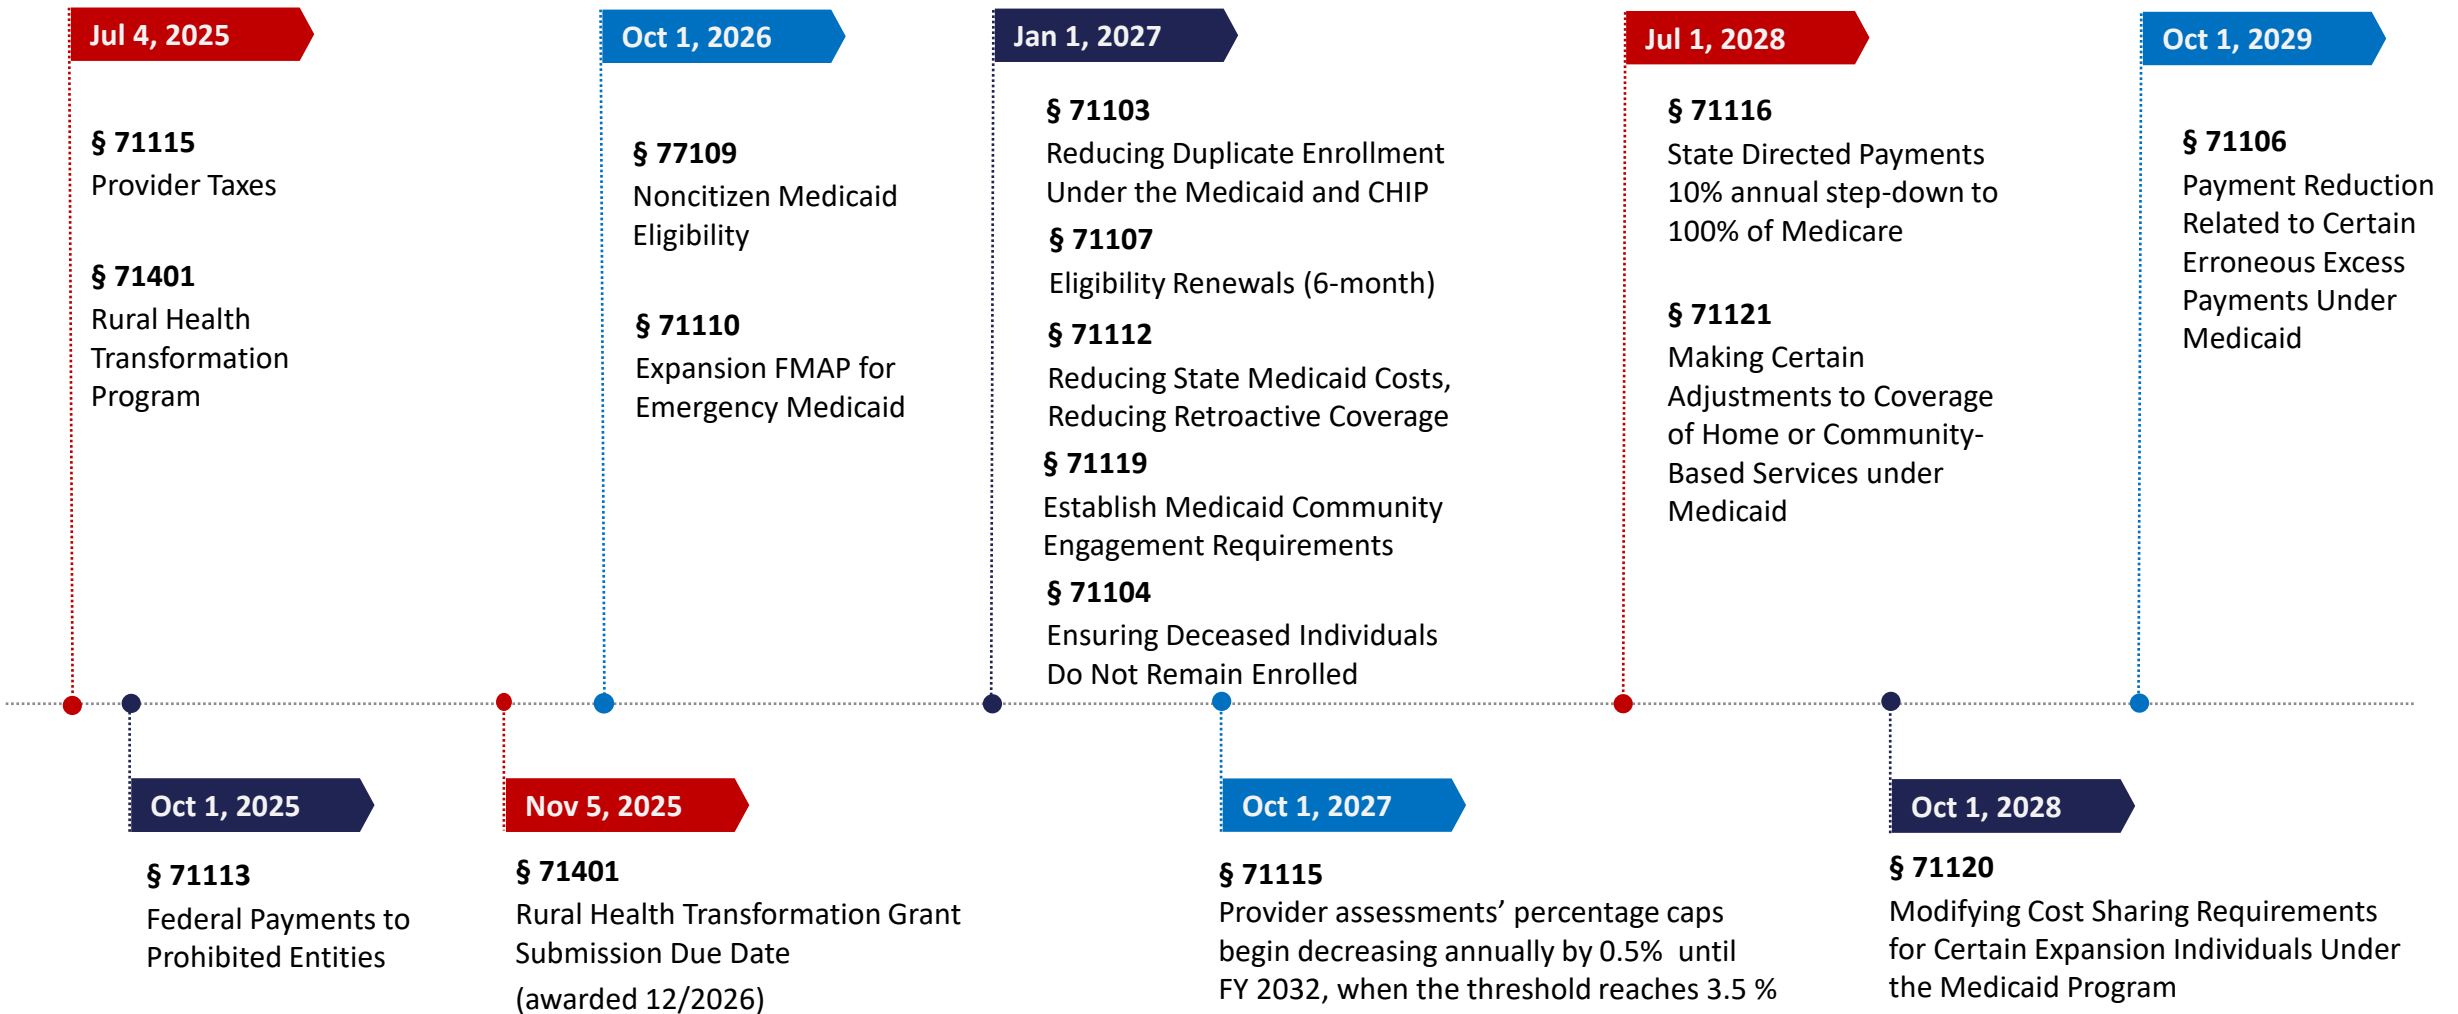 Jul 4, 2025
§ 71115
Provider Taxes
§ 71401
Rural Health
Transformation
Program
Oct 1, 2026
§ 77109
Noncitizen Medicaid
Eligibility
§ 71110
Expansion FMAP for
Emergency Medicaid
Jan 1, 2027
§ 71103
Reducing Duplicate Enrollment
Under the Medicaid and CHIP
§ 71107
Eligibility Renewals (6-month)
§ 71112
Reducing State Medicaid Costs,
Reducing Retroactive Coverage
§ 71119
Establish Medicaid Community
Engagement Requirements
§ 71104
Ensuring Deceased Individuals
Do Not Remain Enrolled
Jul 1, 2028
§ 71116
State Directed Payments
10% annual step-down to
100% of Medicare
§ 71121
Making Certain
Adjustments to Coverage
of Home or Community-
Based Services under
Medicaid
Oct 1, 2029
§ 71106
Payment Reduction
Related to Certain
Erroneous Excess
Payments Under
Medicaid
Oct 1, 2025
§ 71113
Federal Payments to
Prohibited Entities
Nov 5, 2025
§ 71401
Rural Health Transformation Grant
Submission Due Date
(awarded 12/2026)
Oct 1, 2027
§ 71115
Provider assessments’ percentage caps
begin decreasing annually by 0.5%  until
FY 2032, when the threshold reaches 3.5 %
Oct 1, 2028
§ 71120
Modifying Cost Sharing Requirements
for Certain Expansion Individuals Under
the Medicaid Program